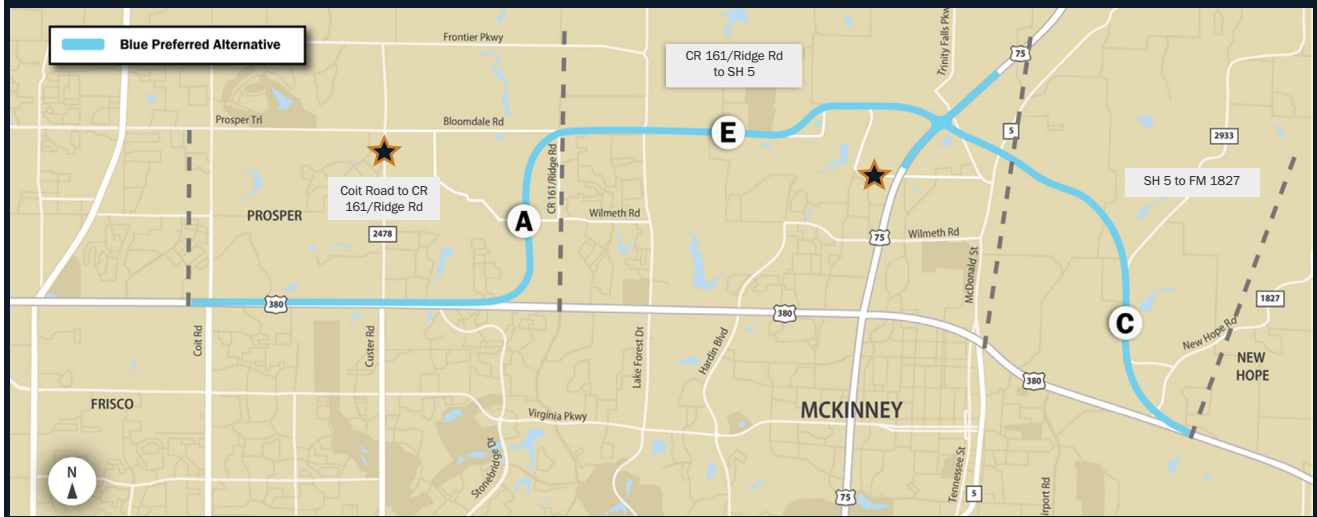 Blue Preferred Alternative
Frontier Pkwy
CR 161/Ridge Rd
to SH 5
Trinity Falls Pkw
75
Prosper Trl
Bloomdale Rd
E
5
2933
Coit Road to CR
161/Ridge Rd
CR 161/Ridge Rd
SH 5 to FM 1827
PROSPER
2478
A
Wilmeth Rd
75
Wilmeth Rd
McDonald St
380
380
1827
C
New Hope Rd
NEW
HOPE
Coit Rd
Custer Rd
Lake Forest Dr
Hardin Blvd
380
FRISCO
Virginia Pkwy
MCKINNEY
Stonebridge Dr
Tennessee St
N
75
5
irport Rd